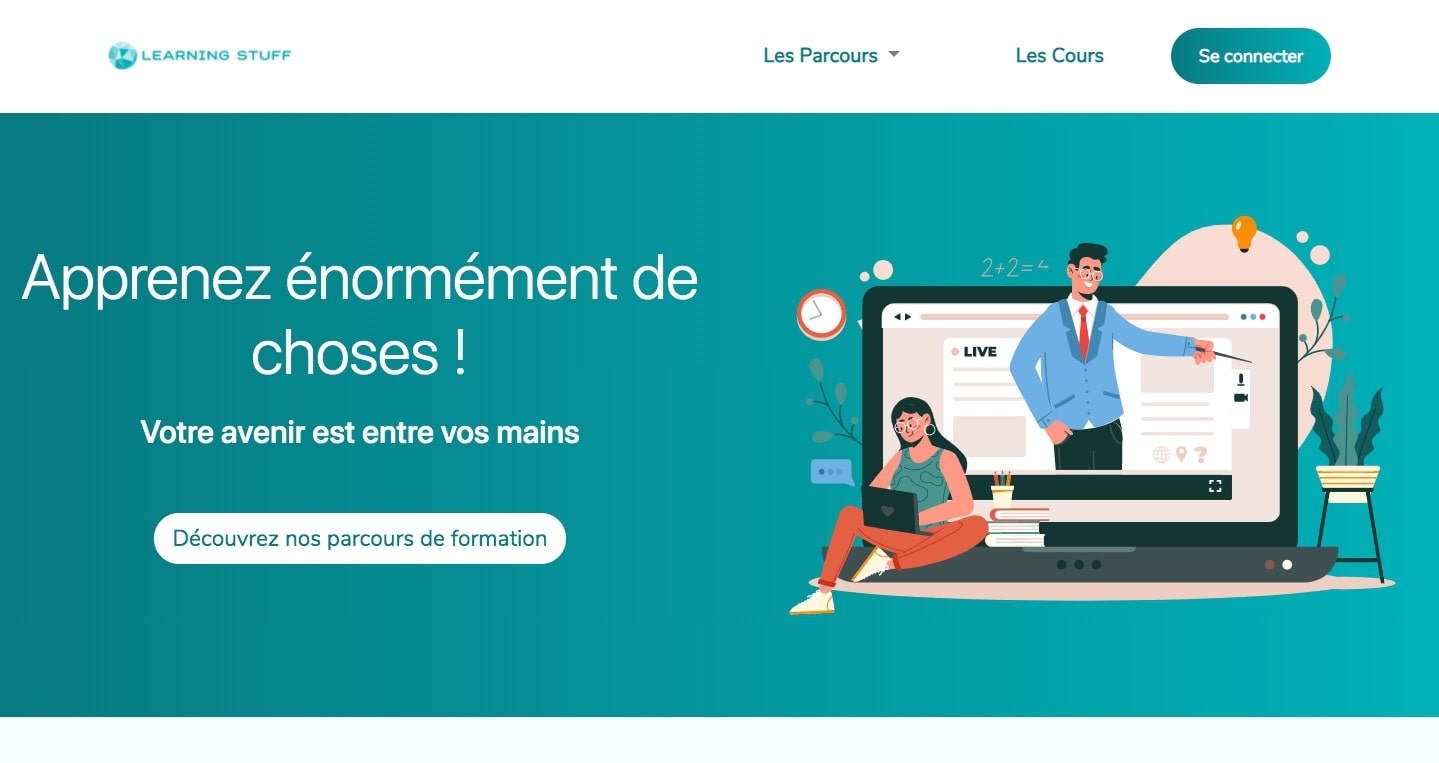 LEARNING STUFF
Les Parcours
Les Cours
Se connecter
Apprenez énormément de
choses !
Votre avenir est entre vos mains
Découvrez nos parcours de formation
2+2=4
LIVE
?